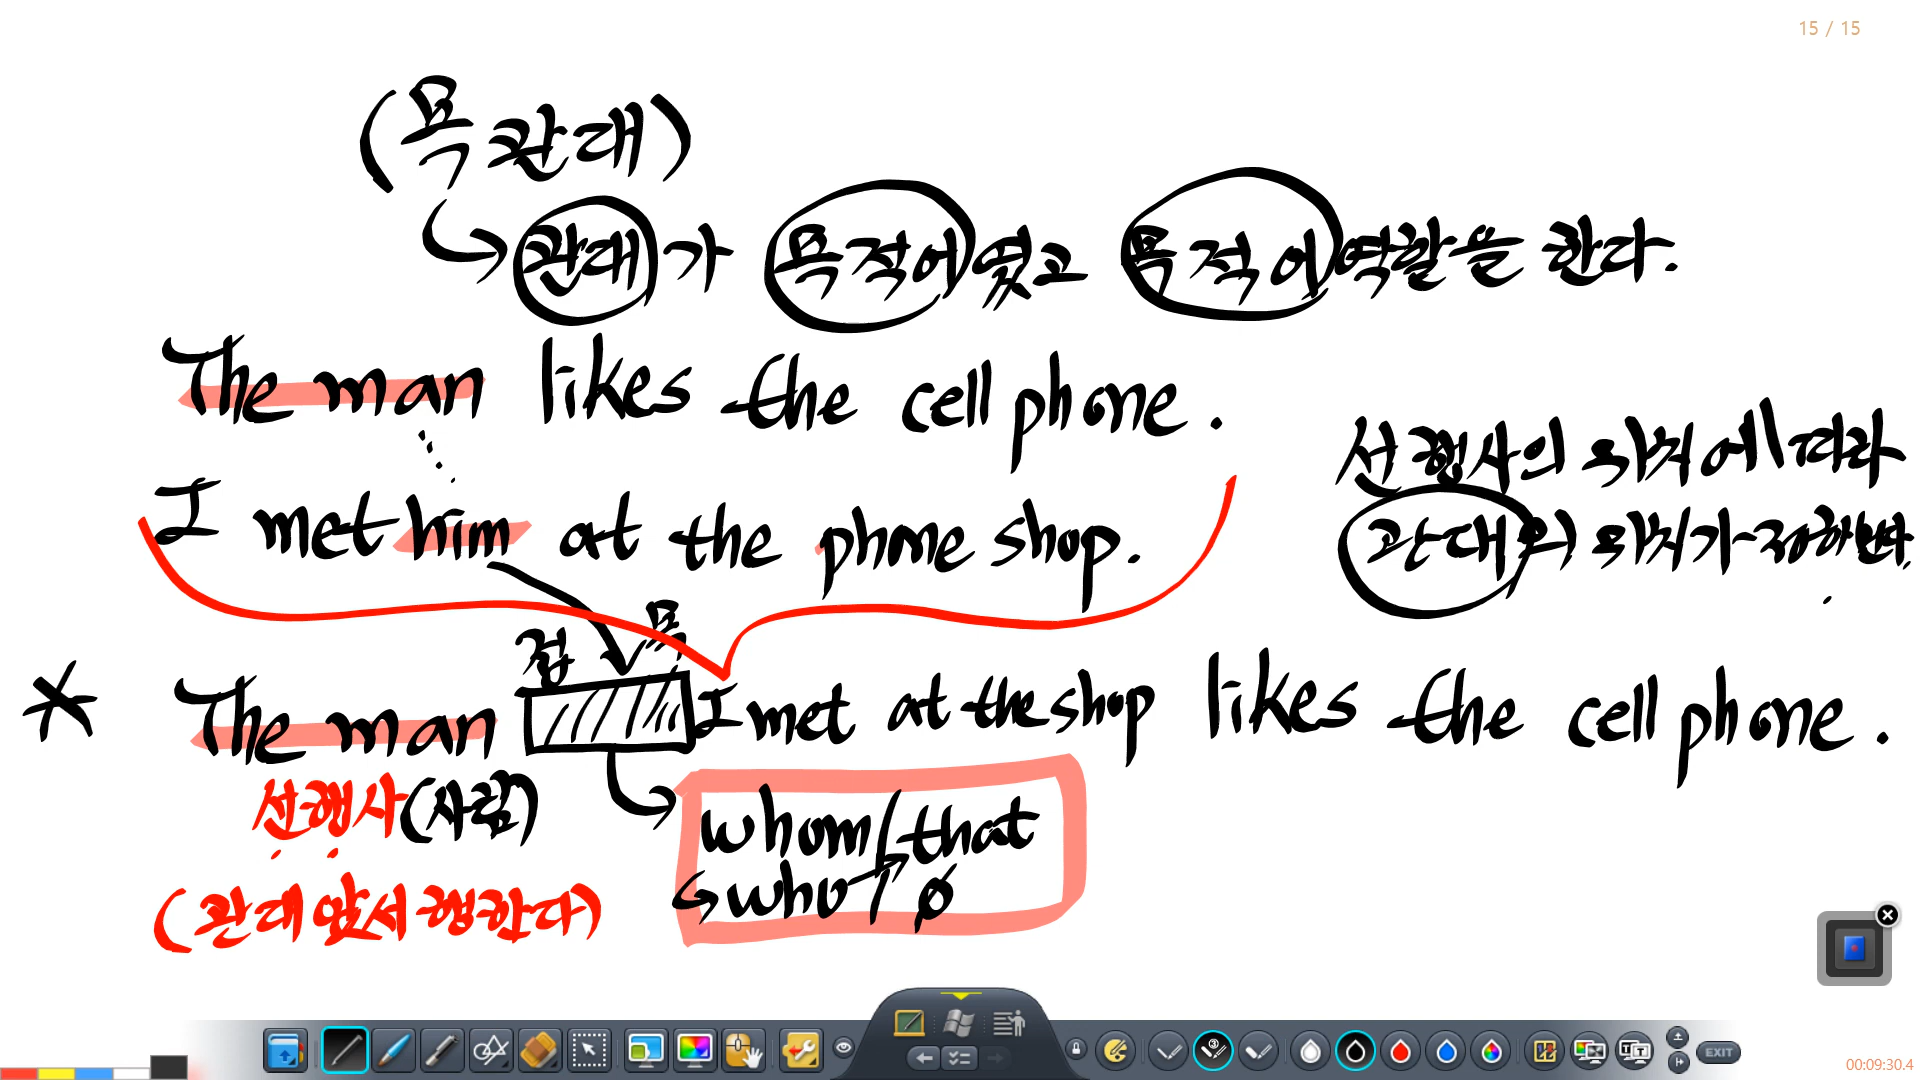 15 / 15
(목관대)
관대가 목적어였고 목적어역할을 한다.
The man likes the cell phone.
I met him at the phone shop.
선행사의 위치에 따라
관대의 위치가 정해진다.
접 목
The man I met at the shop likes the cell phone.
선행사(사람)
(관대 앞서 행한다)
whom/that
who / ø
EXIT
00:09:30.4